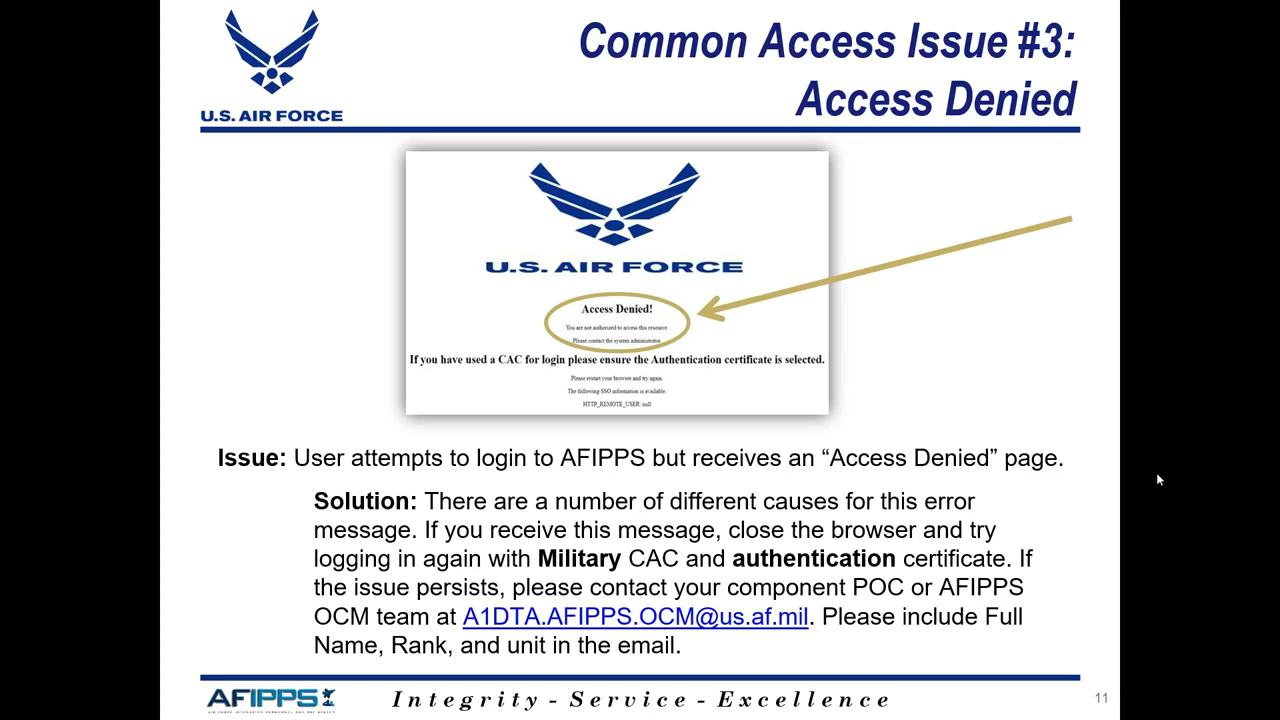 Common Access Issue #3:
Access Denied
U.S. AIR FORCE
U.S. AIR FORCE
Access Denied!
You are not authorized to access this resource.
Please contact the system administrator.
If you have used a CAC for login please ensure the Authentication certificate is selected.
Please restart your browser and try again.
The following SSO information is available:
HTTP_REMOTE_USER: null
Issue: User attempts to login to AFIPPS but receives an “Access Denied” page.
Solution: There are a number of different causes for this error
message. If you receive this message, close the browser and try
logging in again with Military CAC and authentication certificate. If
the issue persists, please contact your component POC or AFIPPS
OCM team at A1DTA.AFIPPS.OCM@us.af.mil. Please include Full
Name, Rank, and unit in the email.
AFIPPS
Integrity - Service - Excellence
11